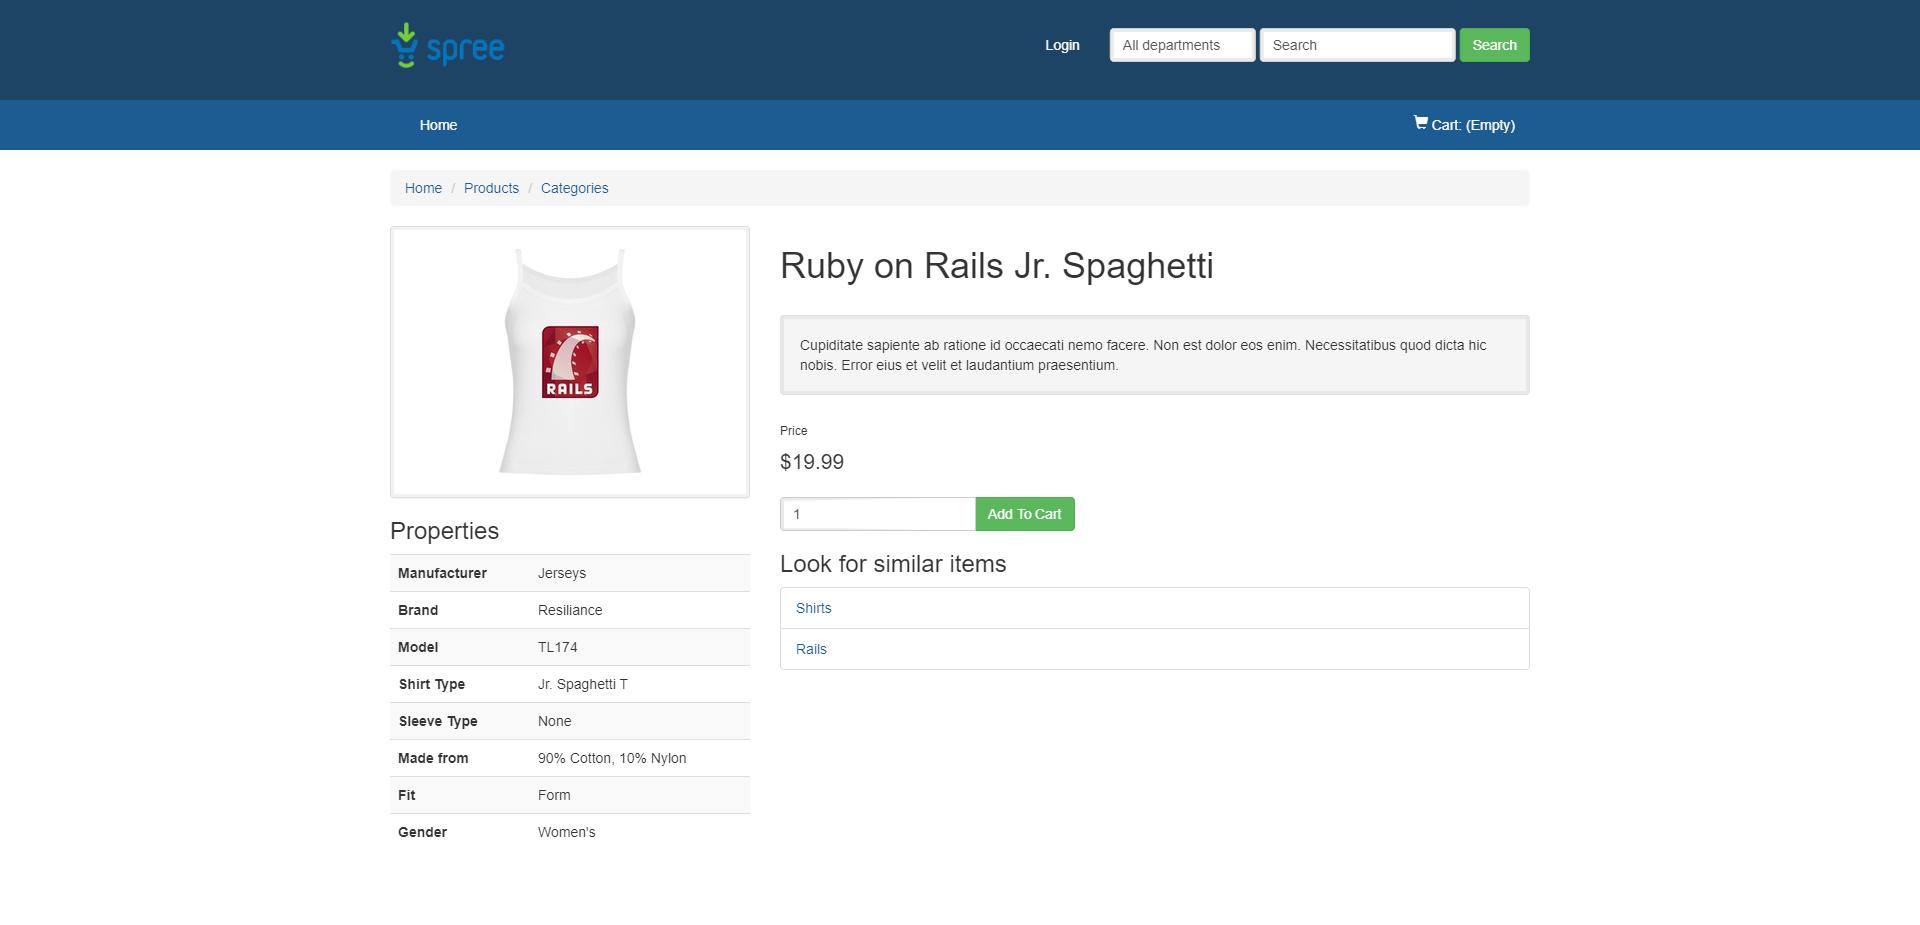 spree
Login
All departments
Search
Search
Home
Cart: (Empty)
Home / Products / Categories
RAILS
Ruby on Rails Jr. Spaghetti
Cupiditate sapiente ab ratione id occaecati nemo facere. Non est dolor eos enim. Necessitatibus quod dicta hic
nobis. Error eius et velit et laudantium praesentium.
Price
$19.99
1
Add To Cart
Look for similar items
Shirts
Rails
Properties
Manufacturer Jerseys
Brand Resiliance
Model TL174
Shirt Type Jr. Spaghetti T
Sleeve Type None
Made from 90% Cotton, 10% Nylon
Fit Form
Gender Women's